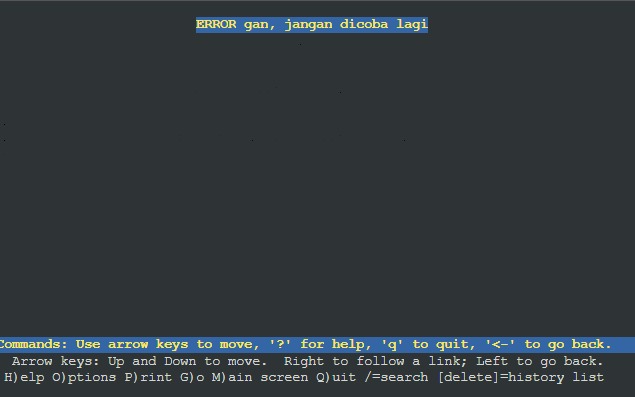 ERROR gan, jangan dicoba lagi
Commands: Use arrow keys to move, '?' for help, 'q' to quit, '<-' to go back.
Arrow keys: Up and Down to move.  Right to follow a link; Left to go back.
H)elp O)ptions P)rint G)o M)ain screen Q)uit /=search [delete]=history list